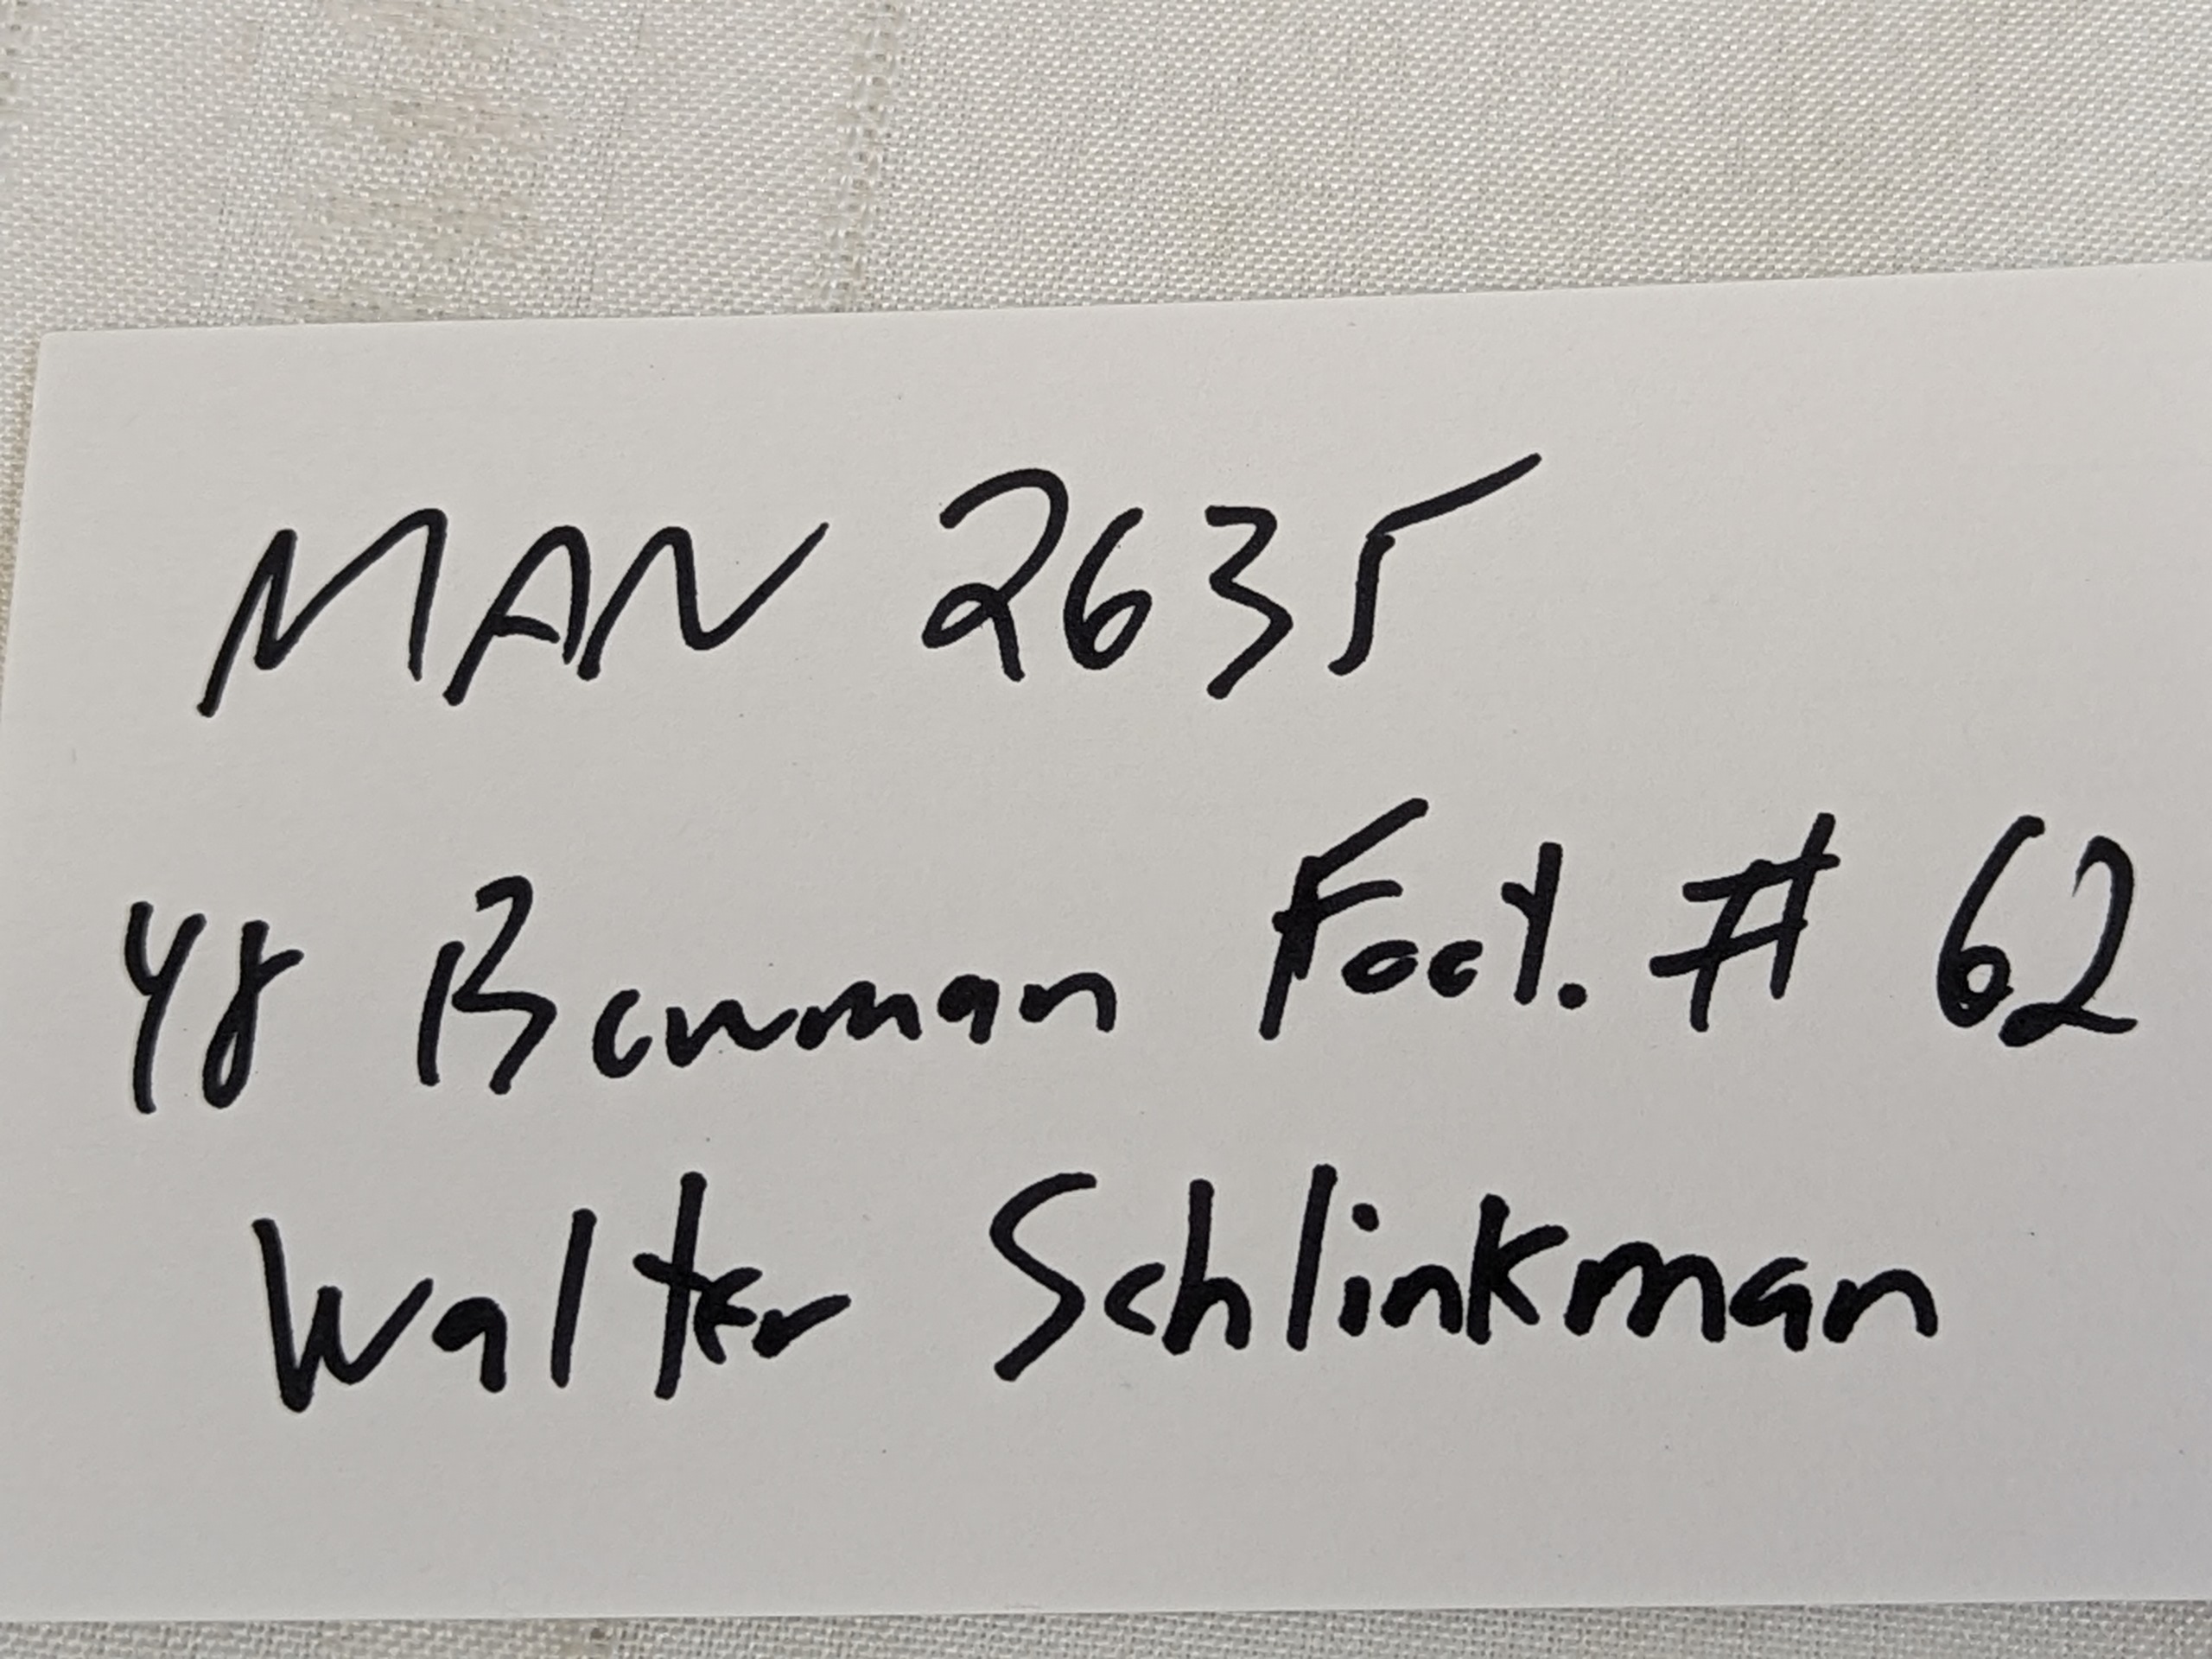 MAN 2635
48 Bowman Foot. # 62
Walter Schlinkman